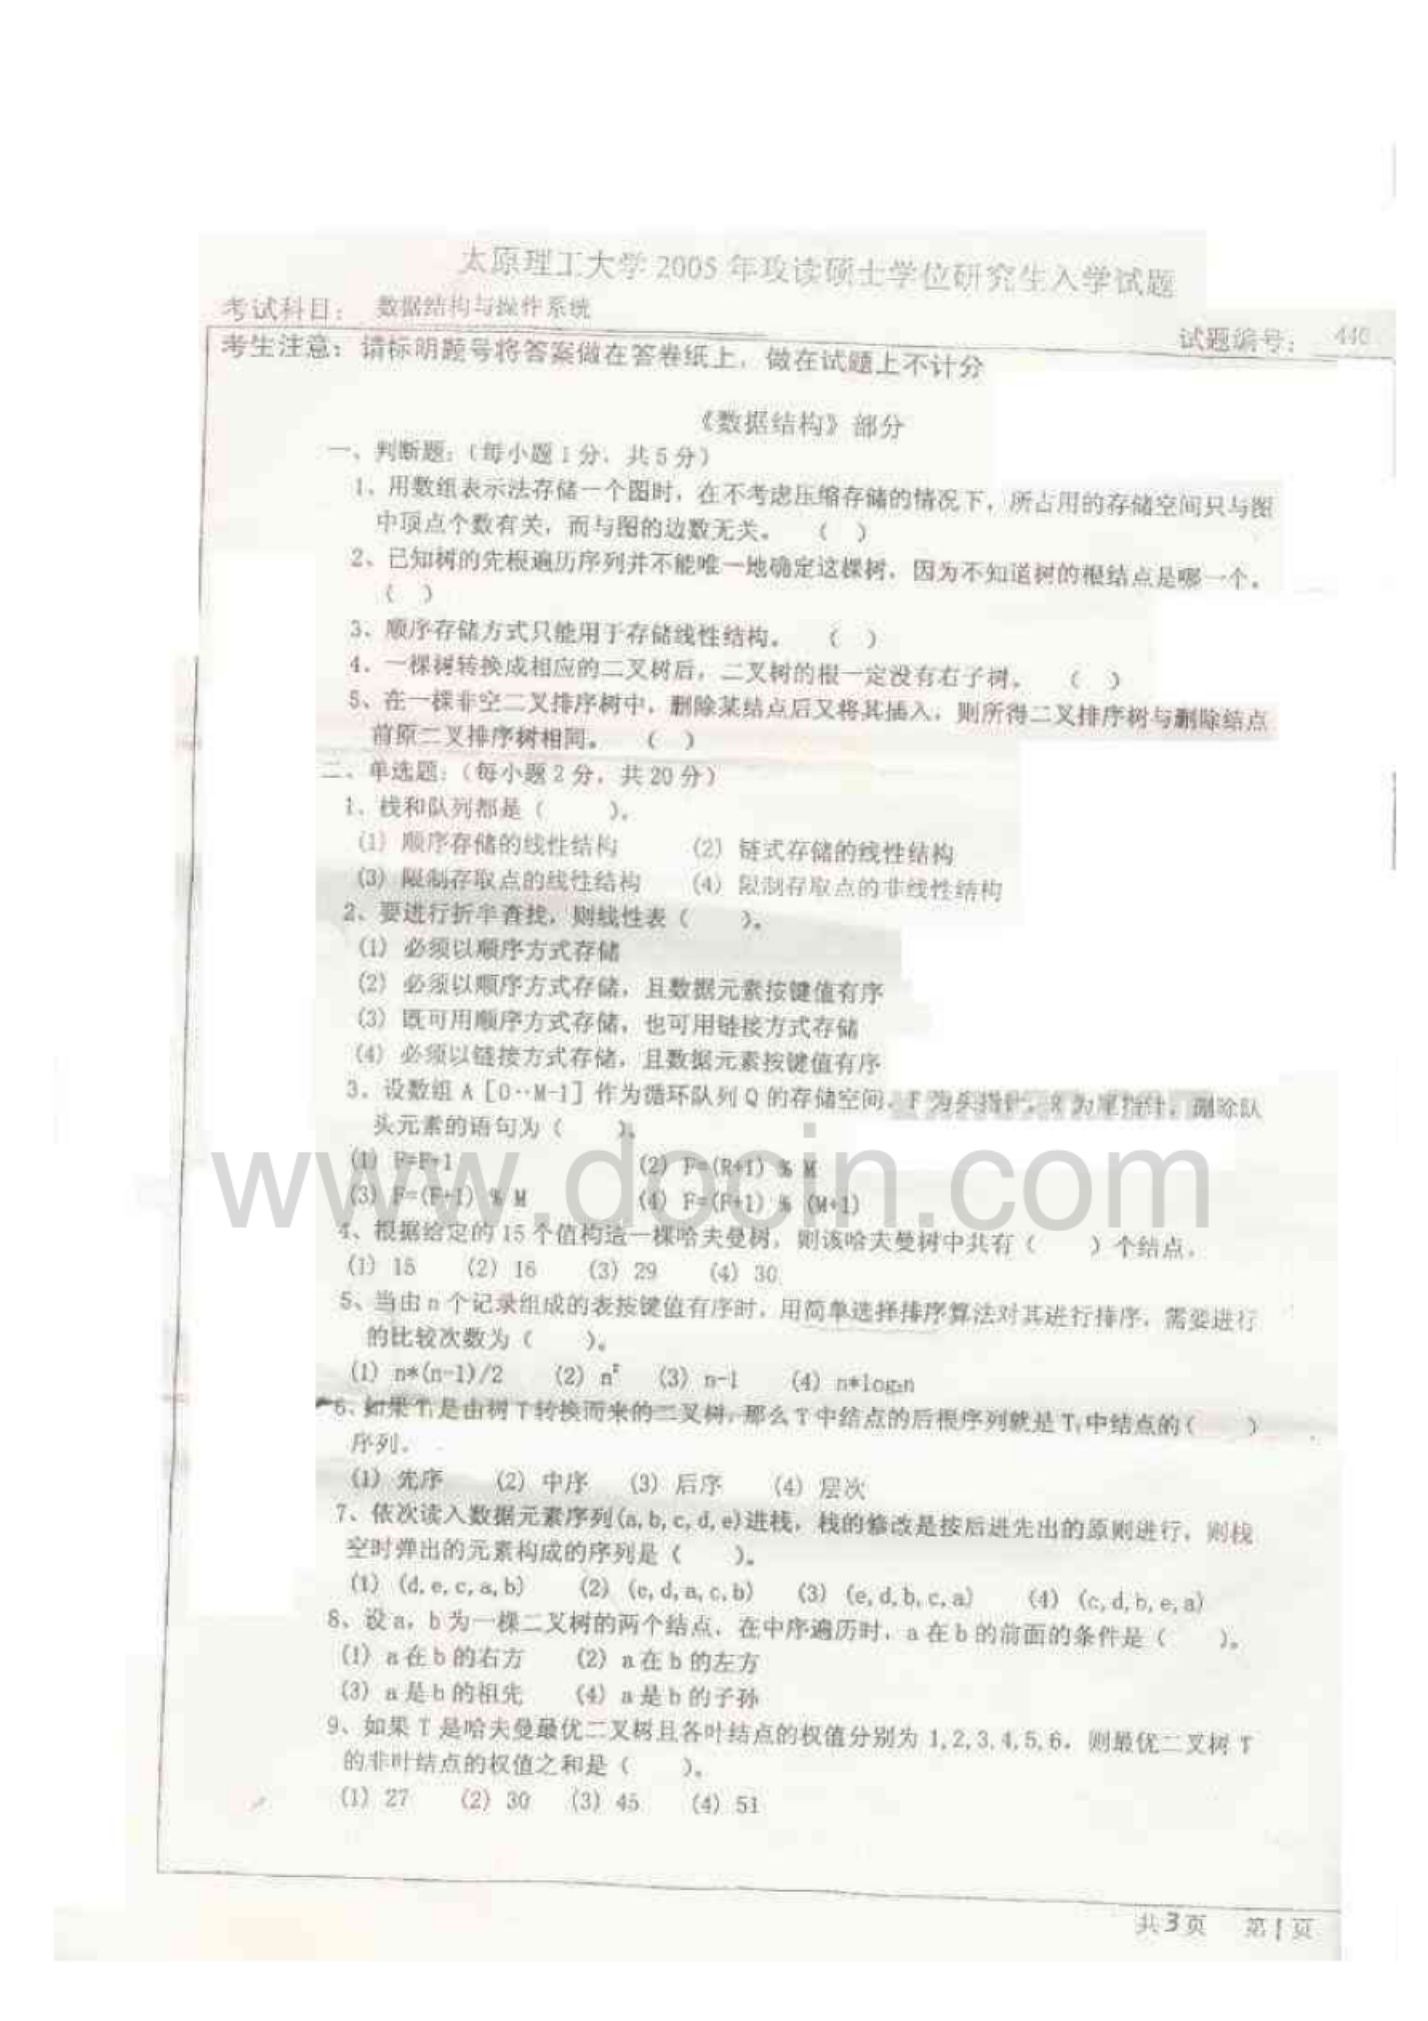 太原理工大学 2005 年攻读硕士学位研究生入学试题
考试科目： 数据结构与操作系统
试题编号： 440
考生注意：请标明题号将答案做在答卷纸上，做在试题上不计分
《数据结构》部分
一、判断题：（每小题 1 分，共 5 分）
1、用数组表示法存储一个图时，在不考虑压缩存储的情况下，所占用的存储空间只与图
中顶点个数有关，而与图的边数无关。 （ ）
2、已知树的先根遍历序列并不能唯一地确定这棵树，因为不知道树的根结点是哪一个。
（ ）
3、顺序存储方式只能用于存储线性结构。 （ ）
4、一棵树转换成相应的二叉树后，二叉树的根一定没有右子树。 （ ）
5、在一棵非空二叉排序树中，删除某结点后又将其插入，则所得二叉排序树与删除结点
前原二叉排序树相同。 （ ）
二、单选题：（每小题 2 分，共 20 分）
1、栈和队列都是（ ）。
(1) 顺序存储的线性结构 (2) 链式存储的线性结构
(3) 限制存取点的线性结构 (4) 限制存取点的非线性结构
2、要进行折半查找，则线性表（ ）。
(1) 必须以顺序方式存储
(2) 必须以顺序方式存储，且数据元素按键值有序
(3) 既可用顺序方式存储，也可用链接方式存储
(4) 必须以链接方式存储，且数据元素按键值有序
3、设数组 A［0··M-1］作为循环队列 Q 的存储空间，F 为头指针，R 为尾指针，删除队
头元素的语句为（ ）。
(1) F=F+1 (2) F=(R+1) % M
(3) F=(F+1) % M (4) F=(F+1) % (M+1)
4、根据给定的 15 个值构造一棵哈夫曼树，则该哈夫曼树中共有（ ）个结点。
(1) 15 (2) 16 (3) 29 (4) 30
5、当由 n 个记录组成的表按键值有序时，用简单选择排序算法对其进行排序，需要进行
的比较次数为（ ）。
(1) n*(n-1)/2 (2) n² (3) n-1 (4) n*log₂n
6、如果 T₁是由树 T 转换而来的二叉树，那么 T 中结点的后根序列就是 T₁中结点的（ ）
序列。
(1) 先序 (2) 中序 (3) 后序 (4) 层次
7、依次读入数据元素序列(a,b,c,d,e)进栈，栈的修改是按后进先出的原则进行，则栈
空时弹出的元素构成的序列是（ ）。
(1) (d,e,c,a,b) (2) (e,d,a,c,b) (3) (e,d,b,c,a) (4) (c,d,b,e,a)
8、设 a，b 为一棵二叉树的两个结点，在中序遍历时，a 在 b 的前面的条件是（ ）。
(1) a 在 b 的右方 (2) a 在 b 的左方
(3) a 是 b 的祖先 (4) a 是 b 的子孙
9、如果 T 是哈夫曼最优二叉树且各叶结点的权值分别为 1,2,3,4,5,6，则最优二叉树 T
的非叶结点的权值之和是（ ）。
(1) 27 (2) 30 (3) 45 (4) 51
共3页 第1页
www.docin.com